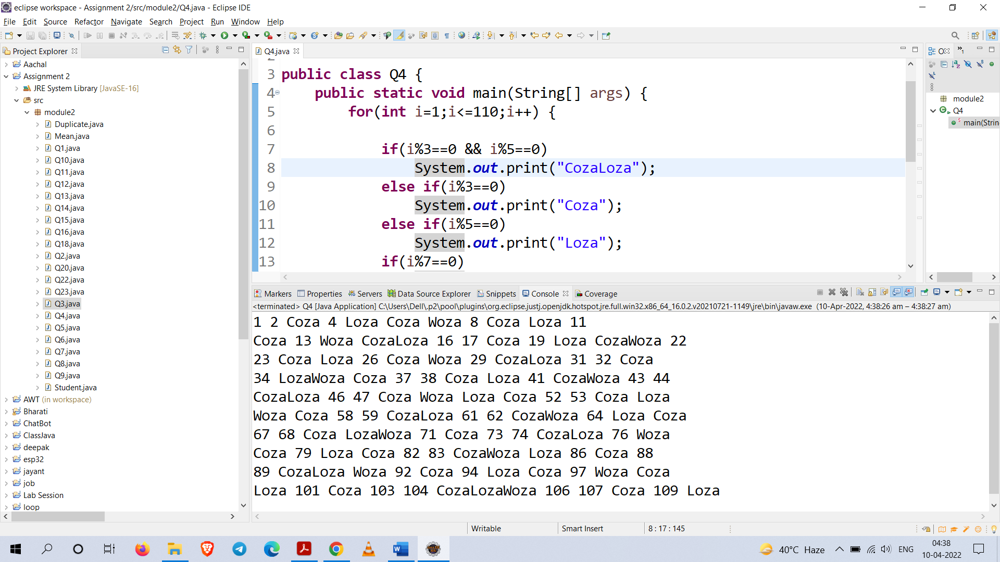 eclipse workspace - Assignment 2/src/module2/Q4.java - Eclipse IDE
File Edit Source Refactor Navigate Search Project Run Window Help
Project Explorer
Aachal
Assignment 2
JRE System Library [JavaSE-16]
src
module2
Duplicate.java
Mean.java
Q1.java
Q10.java
Q11.java
Q12.java
Q13.java
Q14.java
Q15.java
Q16.java
Q18.java
Q2.java
Q20.java
Q22.java
Q23.java
Q3.java
Q4.java
Q5.java
Q6.java
Q7.java
Q8.java
Q9.java
Student.java
AWT (in workspace)
Bharati
ChatBot
ClassJava
deepak
esp32
jayant
job
Lab Session
loop
Q4.java
3 public class Q4 {
4 public static void main(String[] args) {
5 for(int i=1;i<=110;i++) {
6
7 if(i%3==0 && i%5==0)
8 System.out.print("CozaLoza");
9 else if(i%3==0)
10 System.out.print("Coza");
11 else if(i%5==0)
12 System.out.print("Loza");
13 if(i%7==0)
module2
Q4
main(Strin
Markers Properties Servers Data Source Explorer Snippets Console Coverage
<terminated> Q4 [Java Application] C:\Users\Dell\.p2\pool\plugins\org.eclipse.justj.openjdk.hotspot.jre.full.win32.x86_64_16.0.2.v20210721-1149\jre\bin\javaw.exe (10-Apr-2022, 4:38:26 am – 4:38:27 am)
1 2 Coza 4 Loza Coza Woza 8 Coza Loza 11
Coza 13 Woza CozaLoza 16 17 Coza 19 Loza CozaWoza 22
23 Coza Loza 26 Coza Woza 29 CozaLoza 31 32 Coza
34 LozaWoza Coza 37 38 Coza Loza 41 CozaWoza 43 44
CozaLoza 46 47 Coza Woza Loza Coza 52 53 Coza Loza
Woza Coza 58 59 CozaLoza 61 62 CozaWoza 64 Loza Coza
67 68 Coza LozaWoza 71 Coza 73 74 CozaLoza 76 Woza
Coza 79 Loza Coza 82 83 CozaWoza Loza 86 Coza 88
89 CozaLoza Woza 92 Coza 94 Loza Coza 97 Woza Coza
Loza 101 Coza 103 104 CozaLozaWoza 106 107 Coza 109 Loza
Writable Smart Insert 8 : 17 : 145
40°C Haze ENG
04:38
10-04-2022